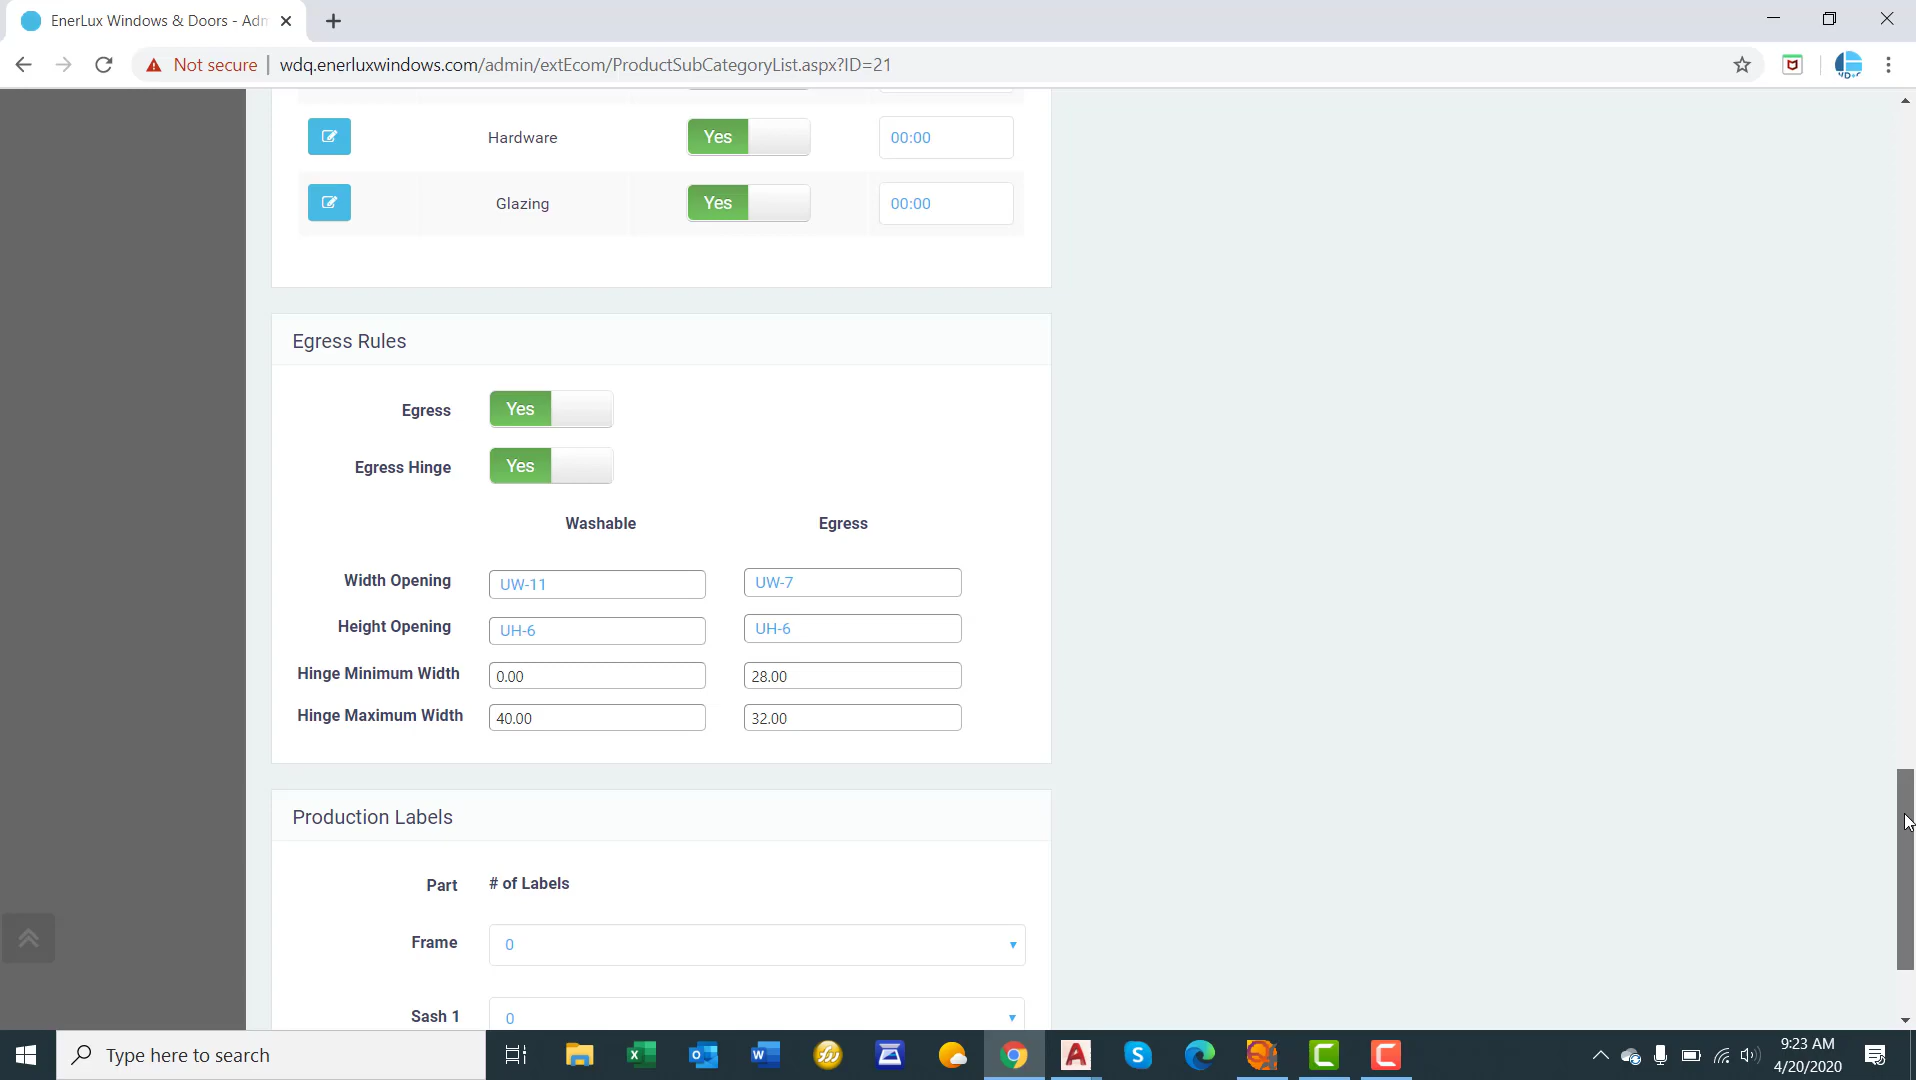 EnerLux Windows & Doors - Adm
Not secure | wdq.enerluxwindows.com/admin/extEcom/ProductSubCategoryList.aspx?ID=21
Hardware Yes 00:00
Glazing Yes 00:00
Egress Rules
Egress Yes
Egress Hinge Yes
Washable Egress
Width Opening UW-11 UW-7
Height Opening UH-6 UH-6
Hinge Minimum Width 0.00 28.00
Hinge Maximum Width 40.00 32.00
Production Labels
Part # of Labels
Frame 0
Sash 1 0
Type here to search
9:23 AM
4/20/2020